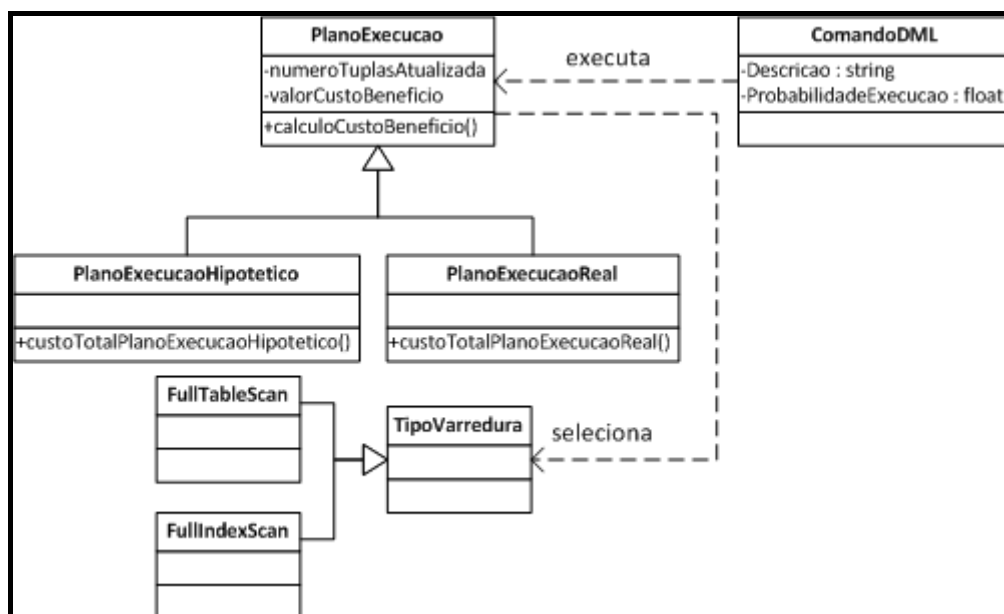 PlanoExecucao
-numeroTuplasAtualizada
-valorCustoBeneficio
+calculoCustoBeneficio()
executa
ComandoDML
-Descricao : string
-ProbabilidadeExecucao : float
PlanoExecucaoHipotetico
+custoTotalPlanoExecucaoHipotetico()
PlanoExecucaoReal
+custoTotalPlanoExecucaoReal()
FullTableScan
TipoVarredura
seleciona
FullIndexScan